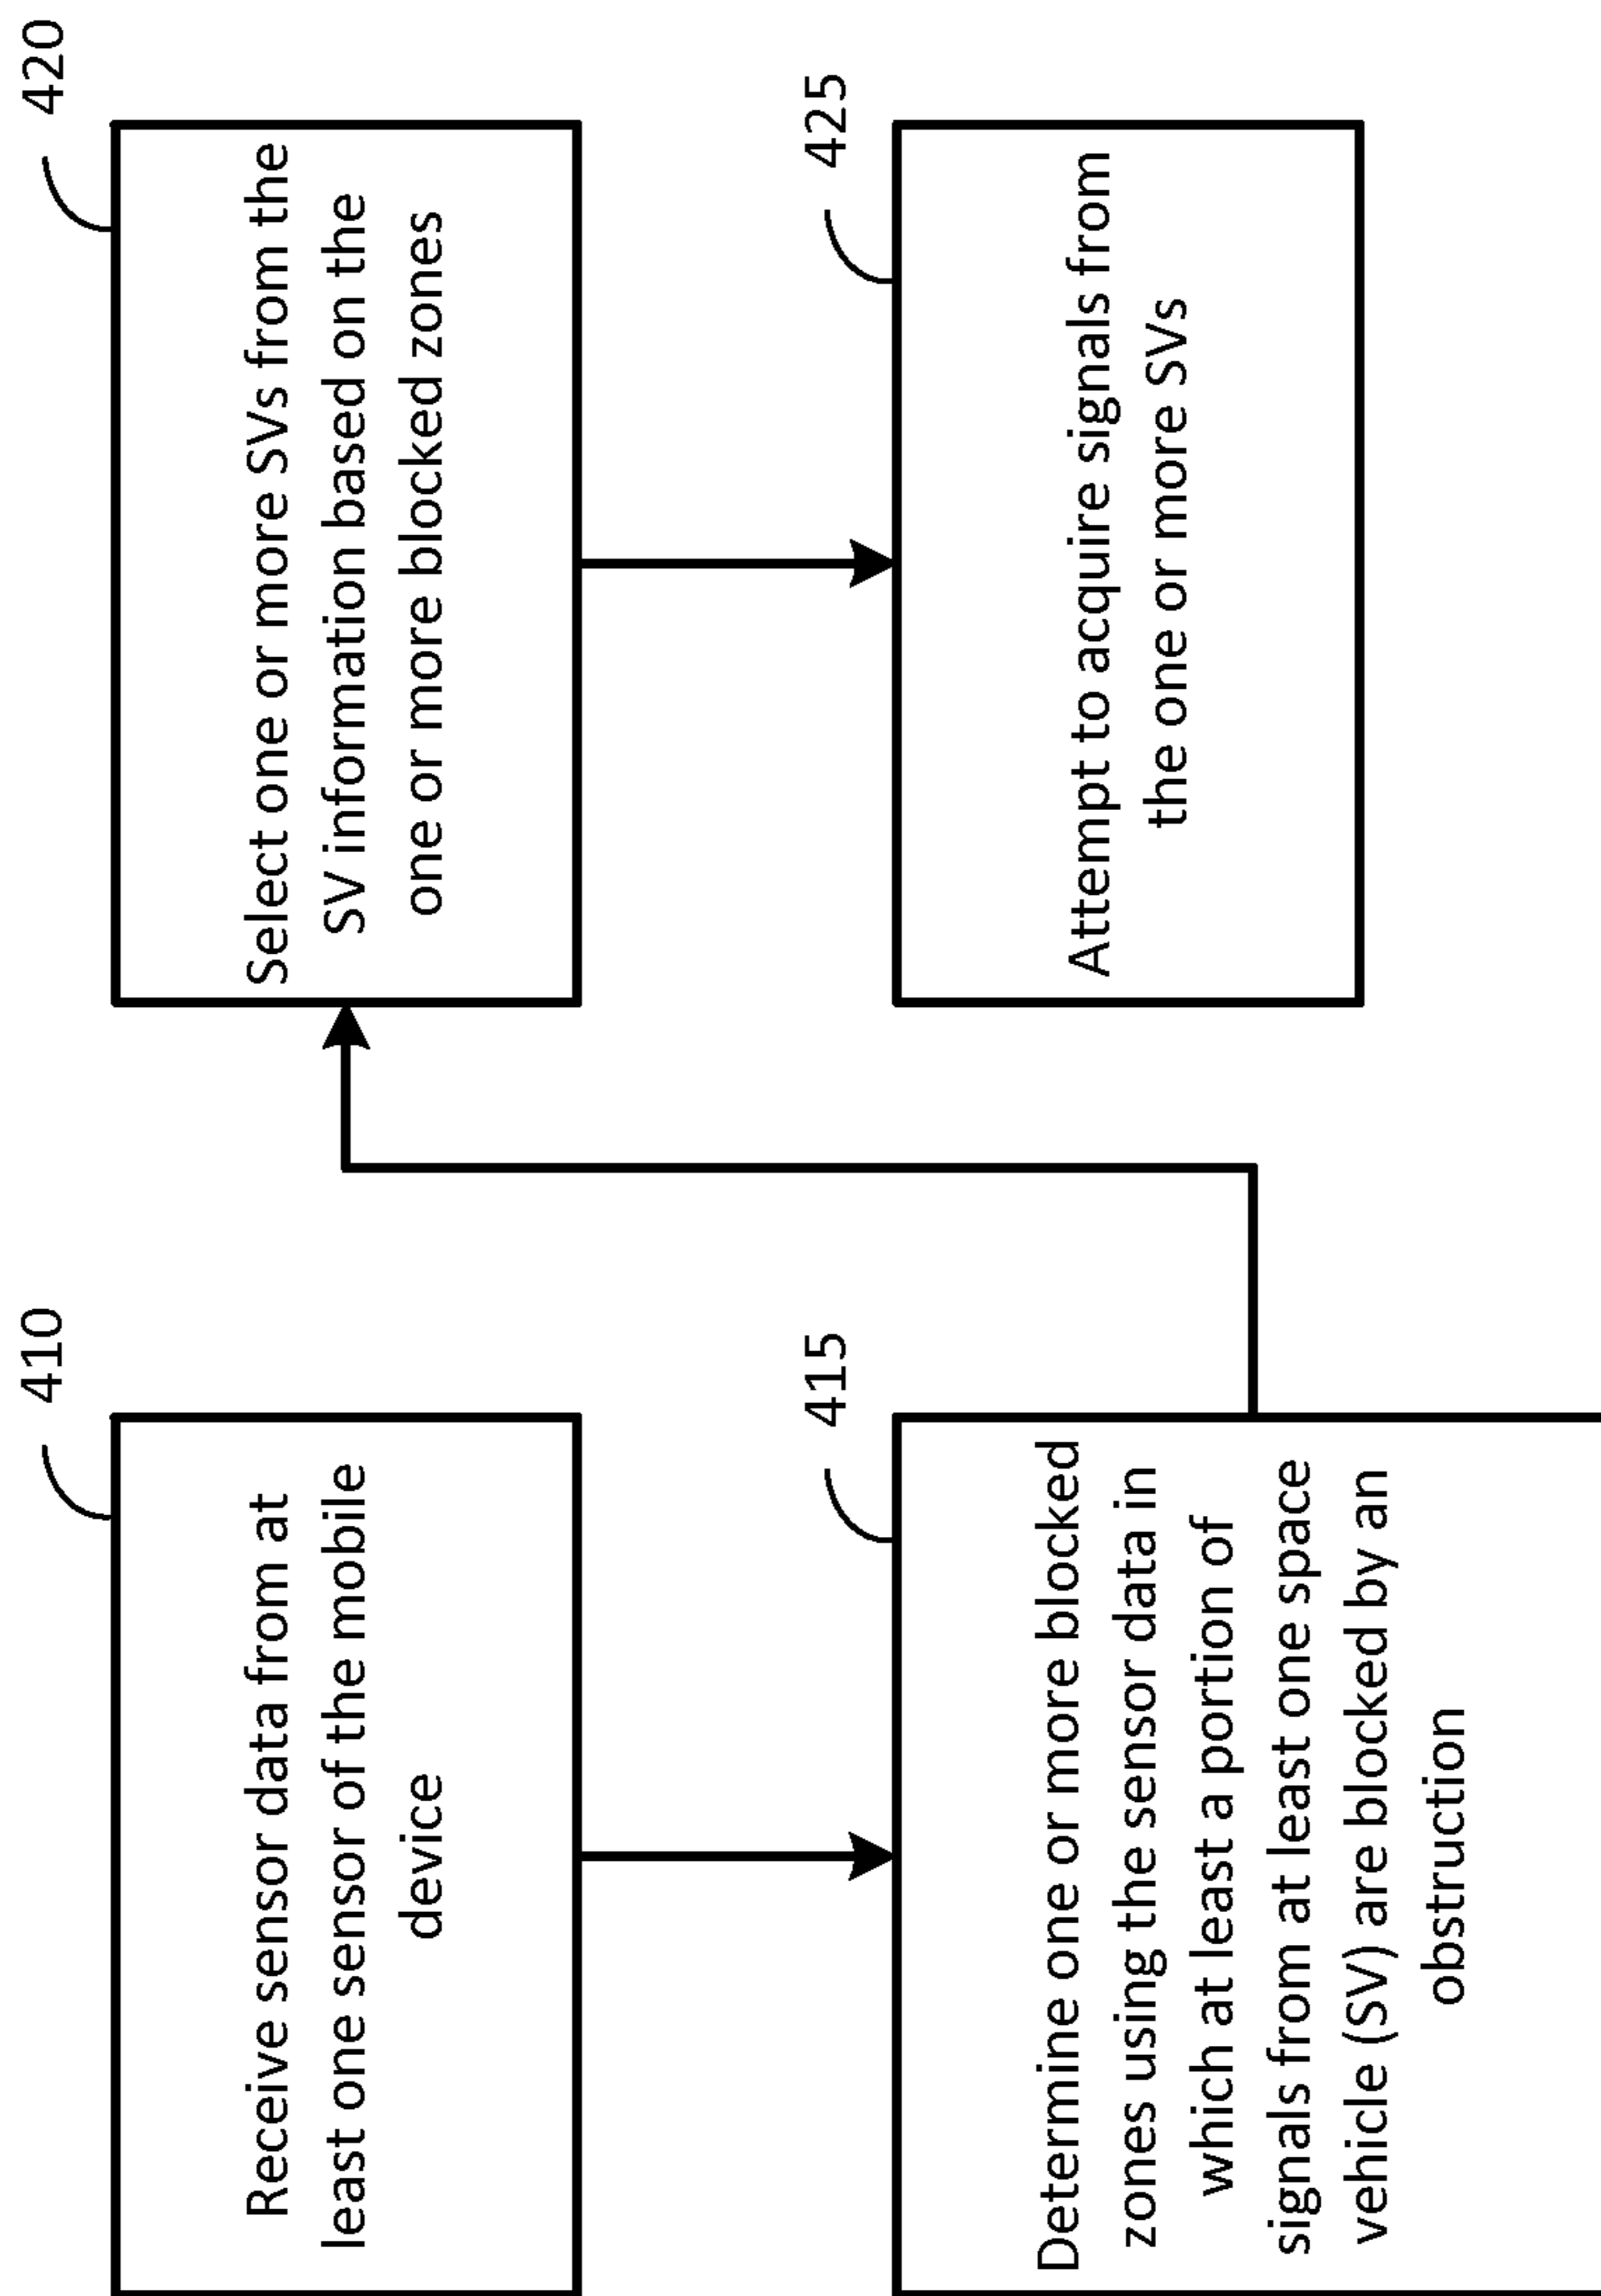 410
Receive sensor data from at
least one sensor of the mobile
device
415
Determine one or more blocked
zones using the sensor data in
which at least a portion of
signals from at least one space
vehicle (SV) are blocked by an
obstruction
420
Select one or more SVs from the
SV information based on the
one or more blocked zones
425
Attempt to acquire signals from
the one or more SVs